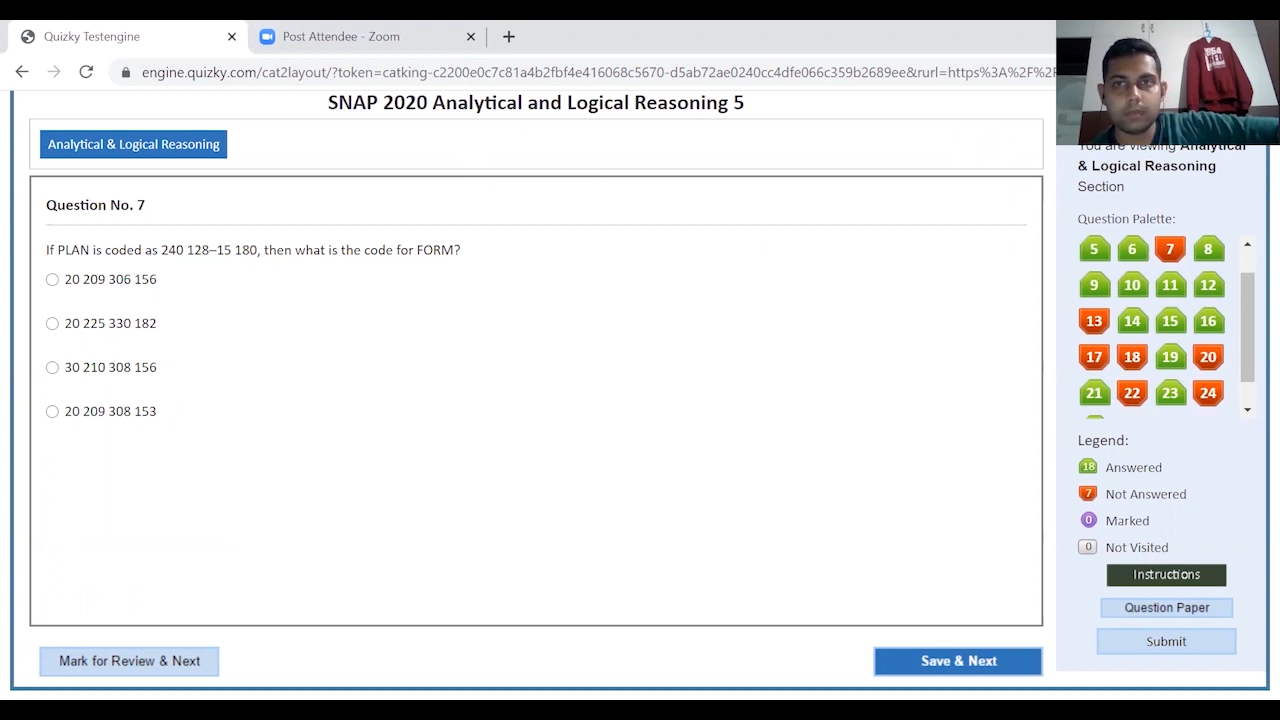 Quizky Testengine
Post Attendee - Zoom
engine.quizky.com/cat2layout/?token=catking-c2200e0c7c61a4b2fbf4e416068c5670-d5ab72ae0240cc4dfe066c359b2689ee&rurl=https%3A%2F%2F
SNAP 2020 Analytical and Logical Reasoning 5
Analytical & Logical Reasoning
Question No. 7
If PLAN is coded as 240 128–15 180, then what is the code for FORM?
20 209 306 156
20 225 330 182
30 210 308 156
20 209 308 153
Mark for Review & Next
Save & Next
You are viewing Analytical
& Logical Reasoning
Section
Question Palette:
5 6 7 8
9 10 11 12
13 14 15 16
17 18 19 20
21 22 23 24
Legend:
18 Answered
7 Not Answered
0 Marked
0 Not Visited
Instructions
Question Paper
Submit